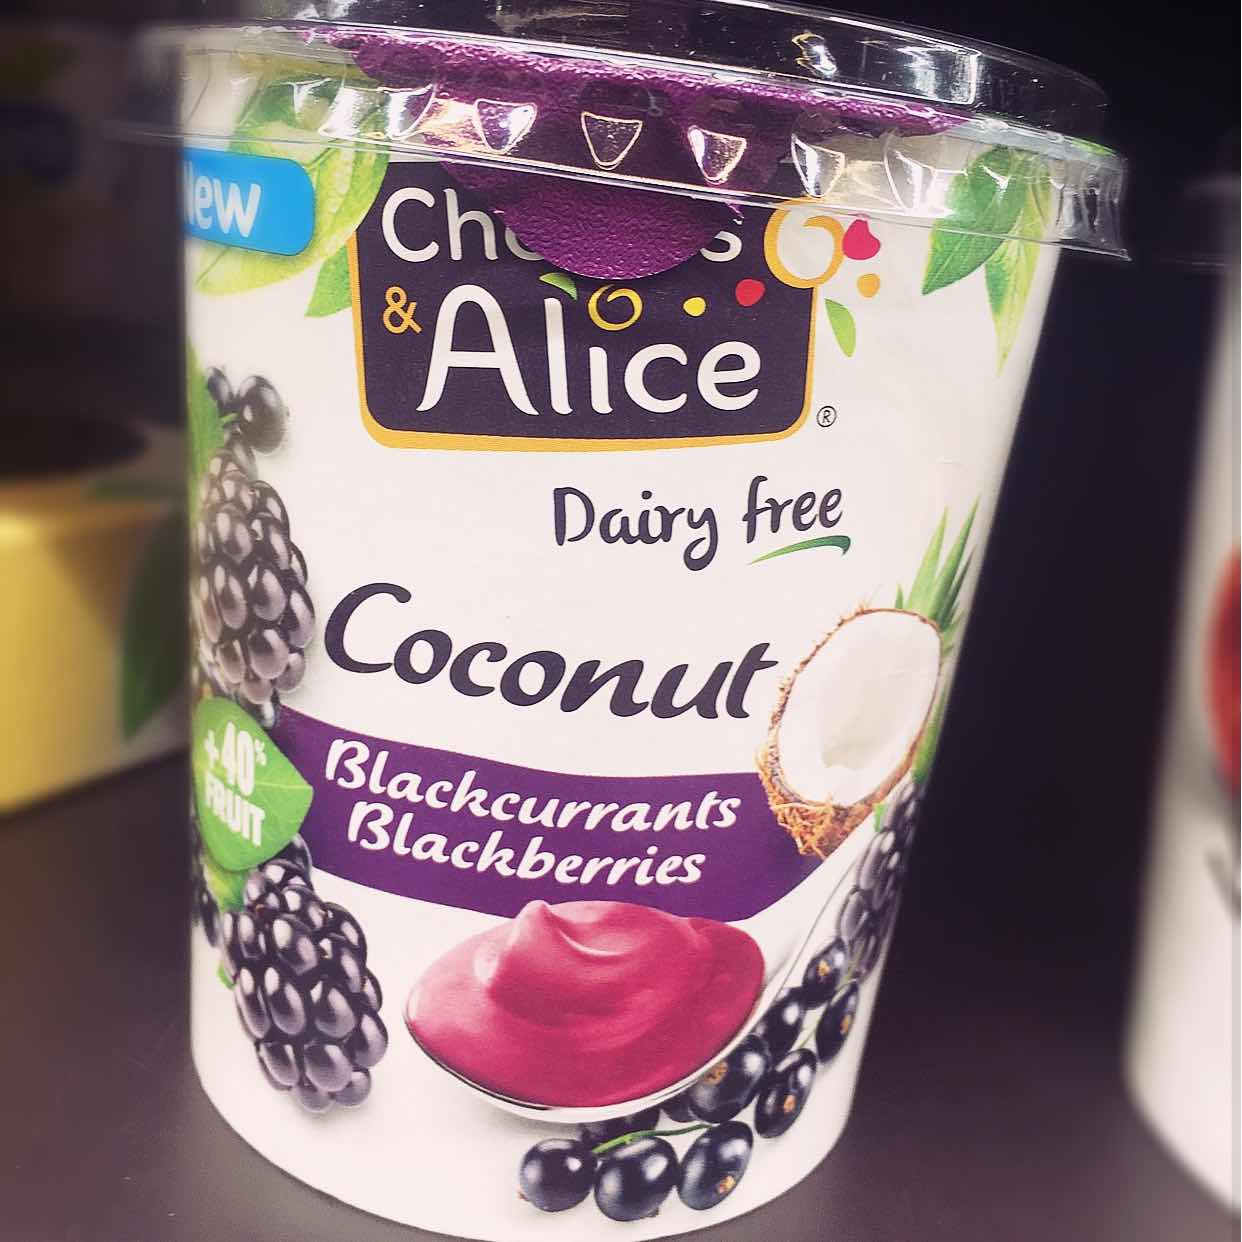 New
& Alice ®
Dairy free
Coconut
Blackcurrants
Blackberries
+40%
FRUIT